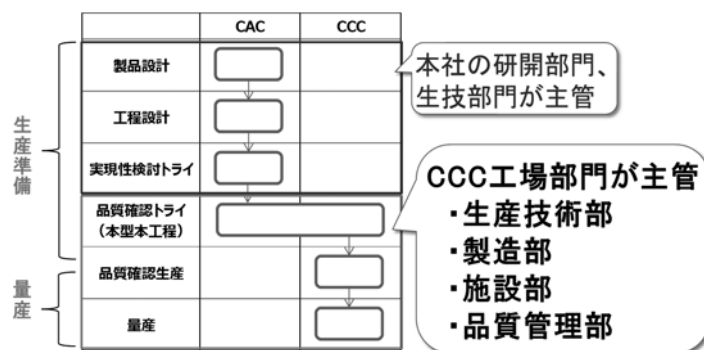 CAC
CCC
製品設計
工程設計
実現性検討トライ
品質確認トライ
（本型本工程）
品質確認生産
量産
生産準備
量産
本社の研開部門、
生技部門が主管
CCC工場部門が主管
・生産技術部
・製造部
・施設部
・品質管理部